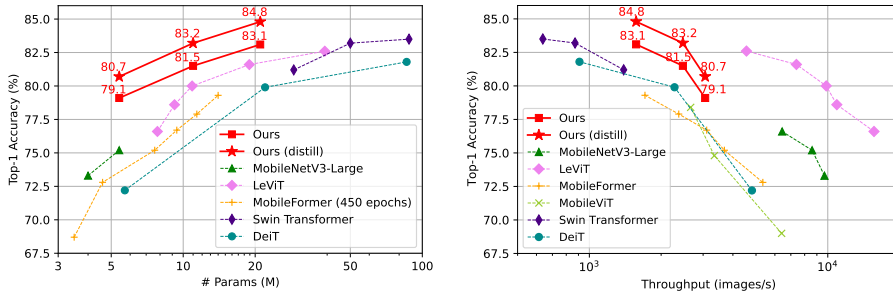 85.0
82.5
80.0
77.5
75.0
72.5
70.0
67.5
Top-1 Accuracy (%)
84.8
83.2
83.1
81.5
80.7
79.1
Ours
Ours (distill)
MobileNetV3-Large
LeViT
MobileFormer (450 epochs)
Swin Transformer
DeiT
3 5 10 20 50 100
# Params (M)
85.0
82.5
80.0
77.5
75.0
72.5
70.0
67.5
Top-1 Accuracy (%)
84.8
83.1
83.2
81.5
80.7
79.1
Ours
Ours (distill)
MobileNetV3-Large
LeViT
MobileFormer
MobileViT
Swin Transformer
DeiT
10³ 10⁴
Throughput (images/s)